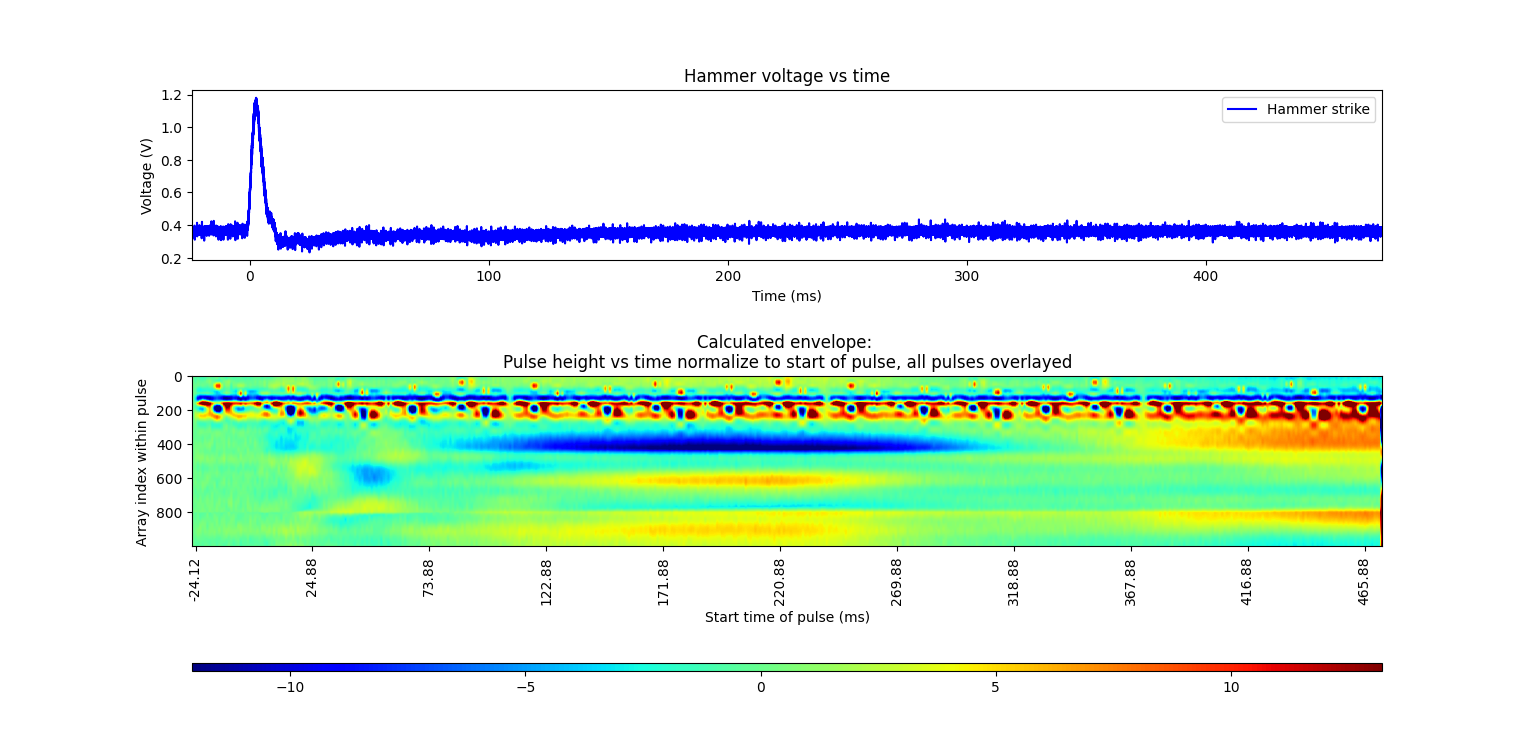 Hammer voltage vs time
Voltage (V)
1.2
1.0
0.8
0.6
0.4
0.2
Hammer strike
0 100 200 300 400
Time (ms)
Calculated envelope:
Pulse height vs time normalize to start of pulse, all pulses overlayed
Array index within pulse
0
200
400
600
800
-24.12 24.88 73.88 122.88 171.88 220.88 269.88 318.88 367.88 416.88 465.88
Start time of pulse (ms)
−10 −5 0 5 10